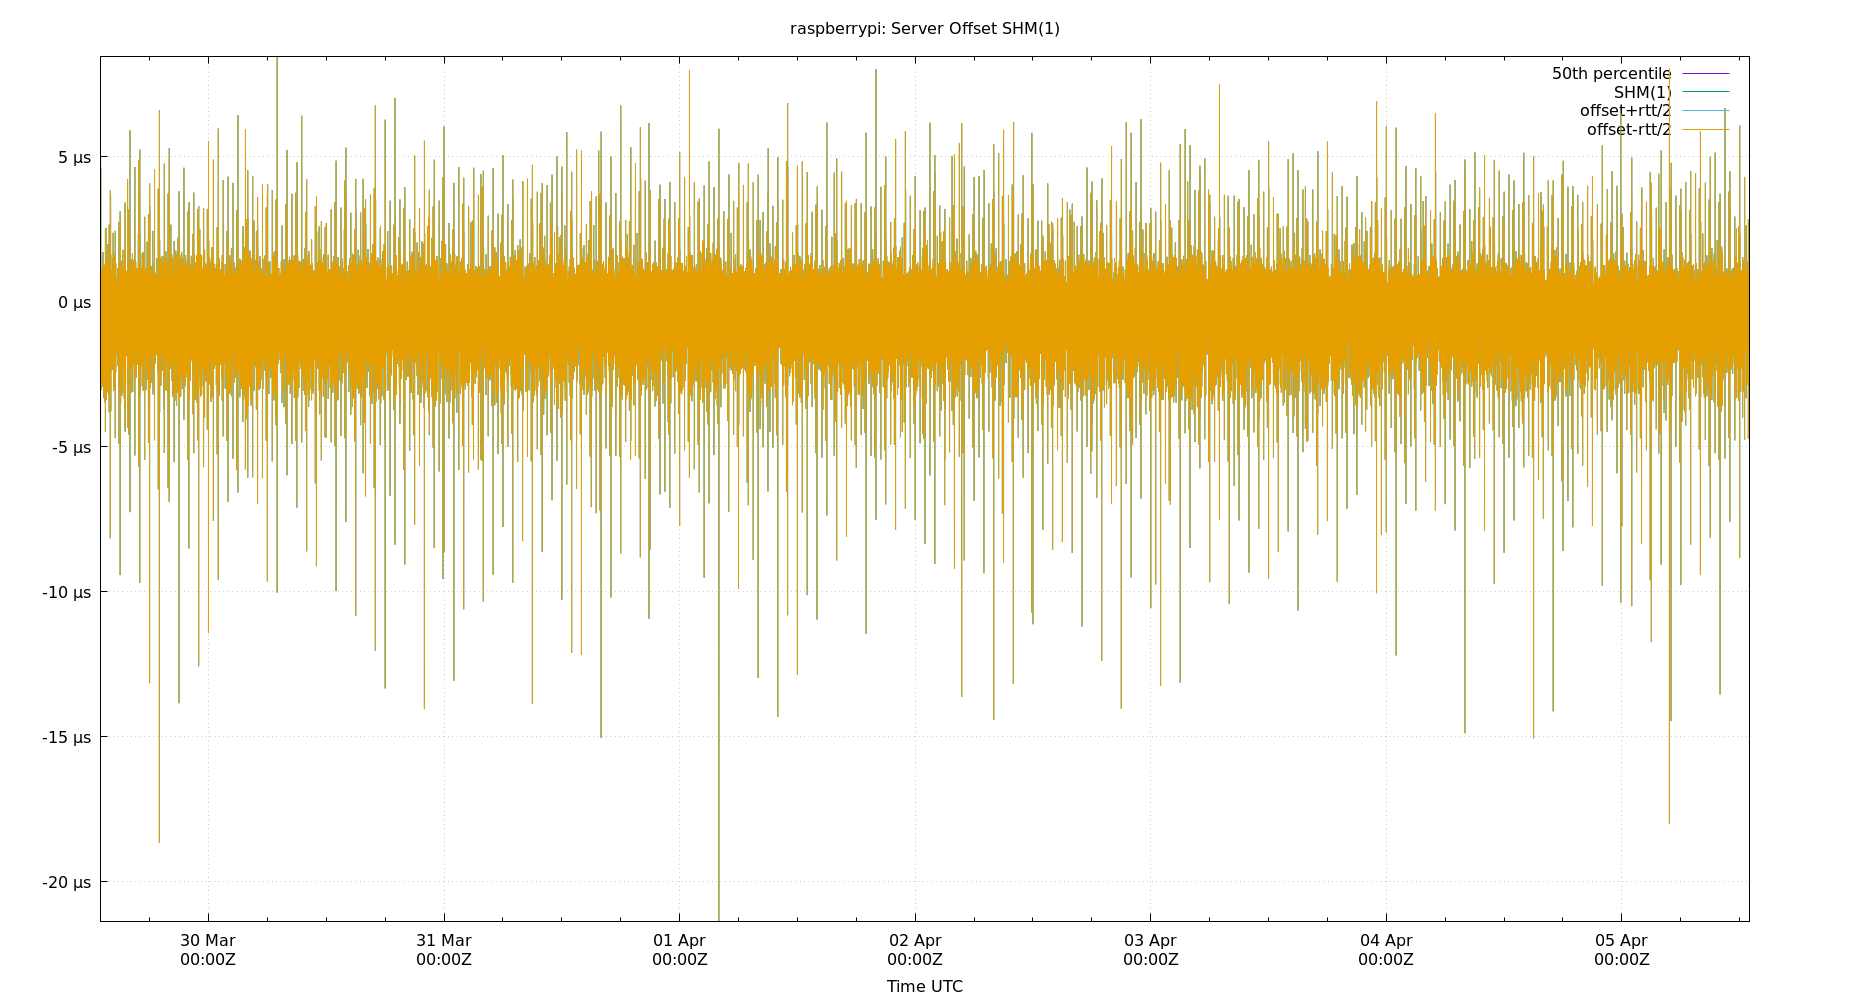 raspberrypi: Server Offset SHM(1)
50th percentile
SHM(1)
offset+rtt/2
offset-rtt/2
5 µs
0 µs
-5 µs
-10 µs
-15 µs
-20 µs
30 Mar 31 Mar 01 Apr 02 Apr 03 Apr 04 Apr 05 Apr
00:00Z 00:00Z 00:00Z 00:00Z 00:00Z 00:00Z 00:00Z
Time UTC